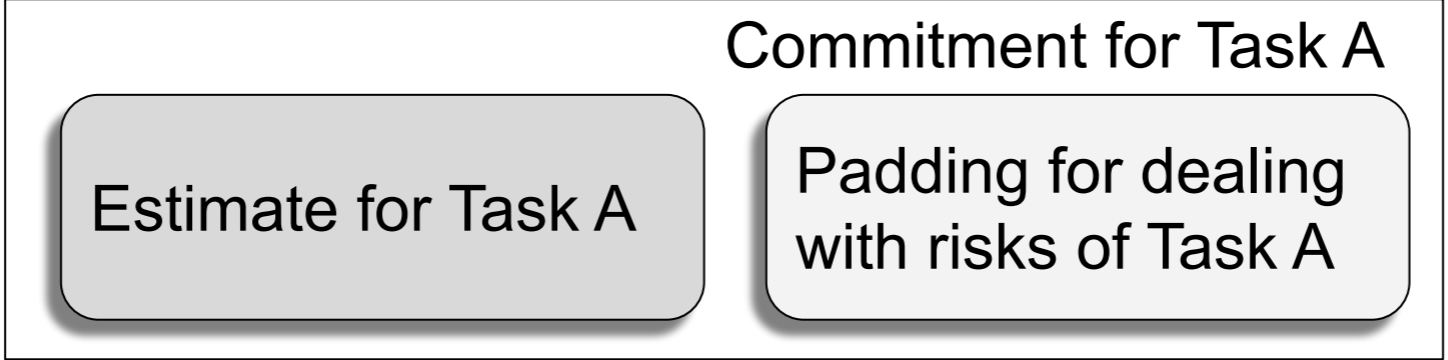 Commitment for Task A
Estimate for Task A
Padding for dealing
with risks of Task A